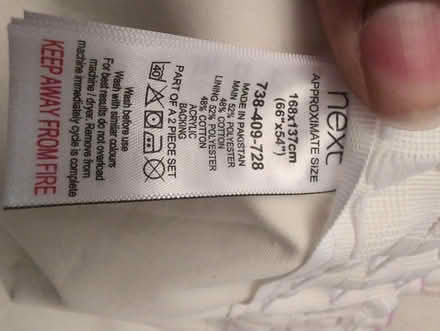 next
APPROXIMATE SIZE
168x137cm
(66"x54")
738-409-728
MADE IN PAKISTAN
MAIN 52% POLYESTER
48% COTTON
LINING 52% POLYESTER
48% COTTON
ACRYLIC
BACKING
PART OF A 2 PIECE SET
40
Wash before use
Wash with similar colours
For best results do not overload
machine / dryer. Remove from
machine immediately cycle is complete
KEEP AWAY FROM FIRE